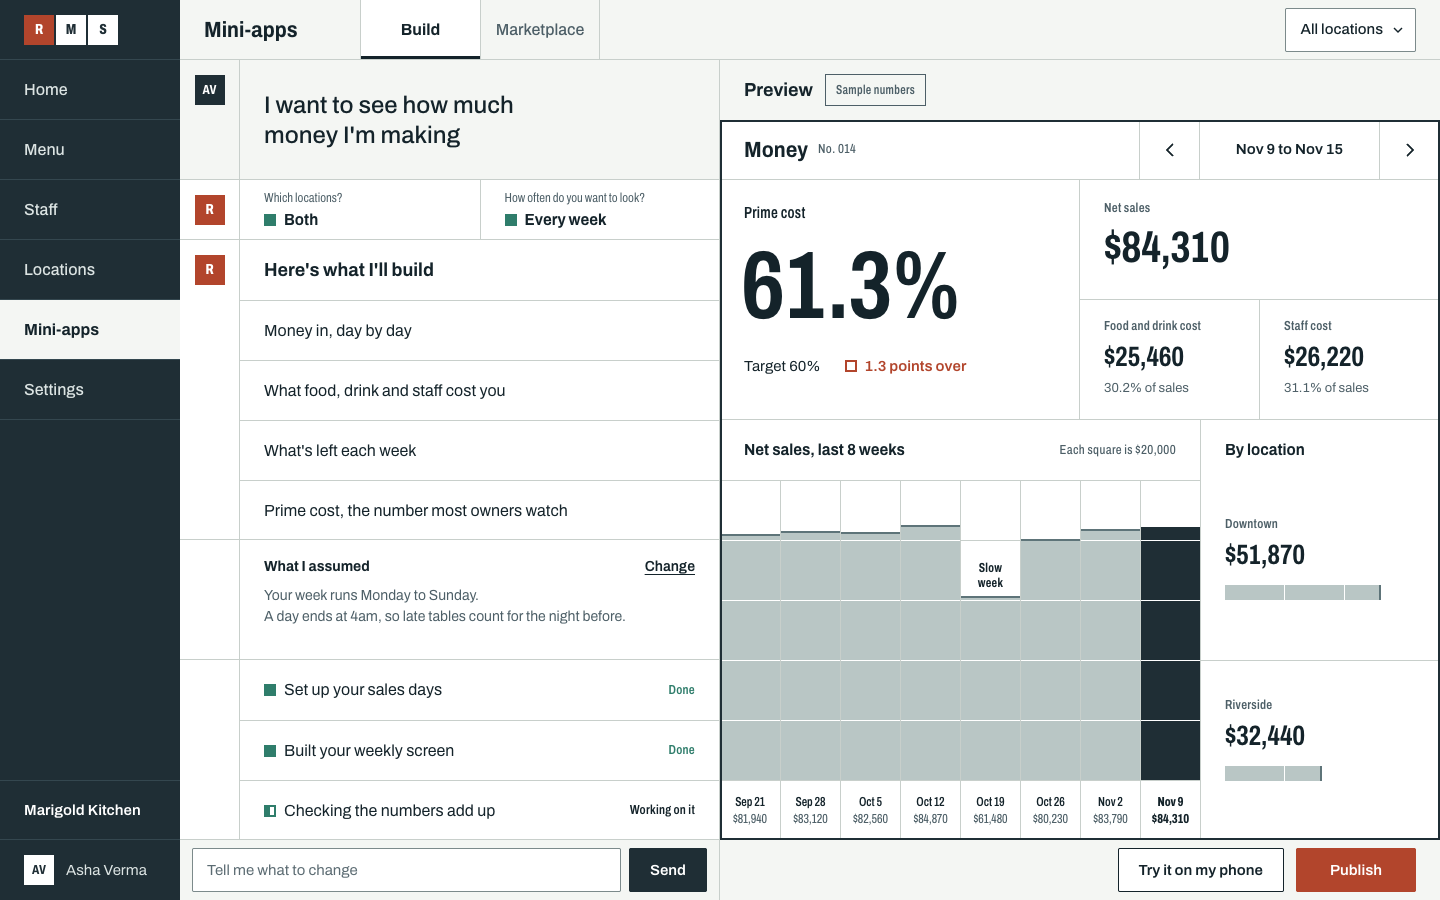 R M S
Home
Menu
Staff
Locations
Mini-apps
Settings
Marigold Kitchen
AV Asha Verma
Mini-apps
Build
Marketplace
All locations
AV
I want to see how much
money I'm making
R
Which locations?
Both
How often do you want to look?
Every week
R
Here's what I'll build
Money in, day by day
What food, drink and staff cost you
What's left each week
Prime cost, the number most owners watch
What I assumed
Change
Your week runs Monday to Sunday.
A day ends at 4am, so late tables count for the night before.
Set up your sales days
Done
Built your weekly screen
Done
Checking the numbers add up
Working on it
Tell me what to change
Send
Preview
Sample numbers
Money No. 014
Nov 9 to Nov 15
Prime cost
61.3%
Target 60%
1.3 points over
Net sales
$84,310
Food and drink cost
$25,460
30.2% of sales
Staff cost
$26,220
31.1% of sales
Net sales, last 8 weeks
Each square is $20,000
Slow
week
Sep 21
$81,940
Sep 28
$83,120
Oct 5
$82,560
Oct 12
$84,870
Oct 19
$61,480
Oct 26
$80,230
Nov 2
$83,790
Nov 9
$84,310
By location
Downtown
$51,870
Riverside
$32,440
Try it on my phone
Publish